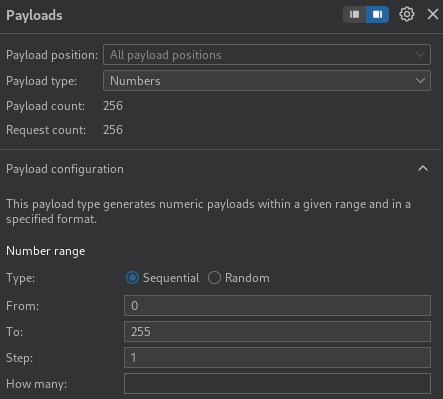 Payloads
Payload position: All payload positions
Payload type: Numbers
Payload count: 256
Request count: 256
Payload configuration
This payload type generates numeric payloads within a given range and in a
specified format.
Number range
Type: Sequential Random
From: 0
To: 255
Step: 1
How many: